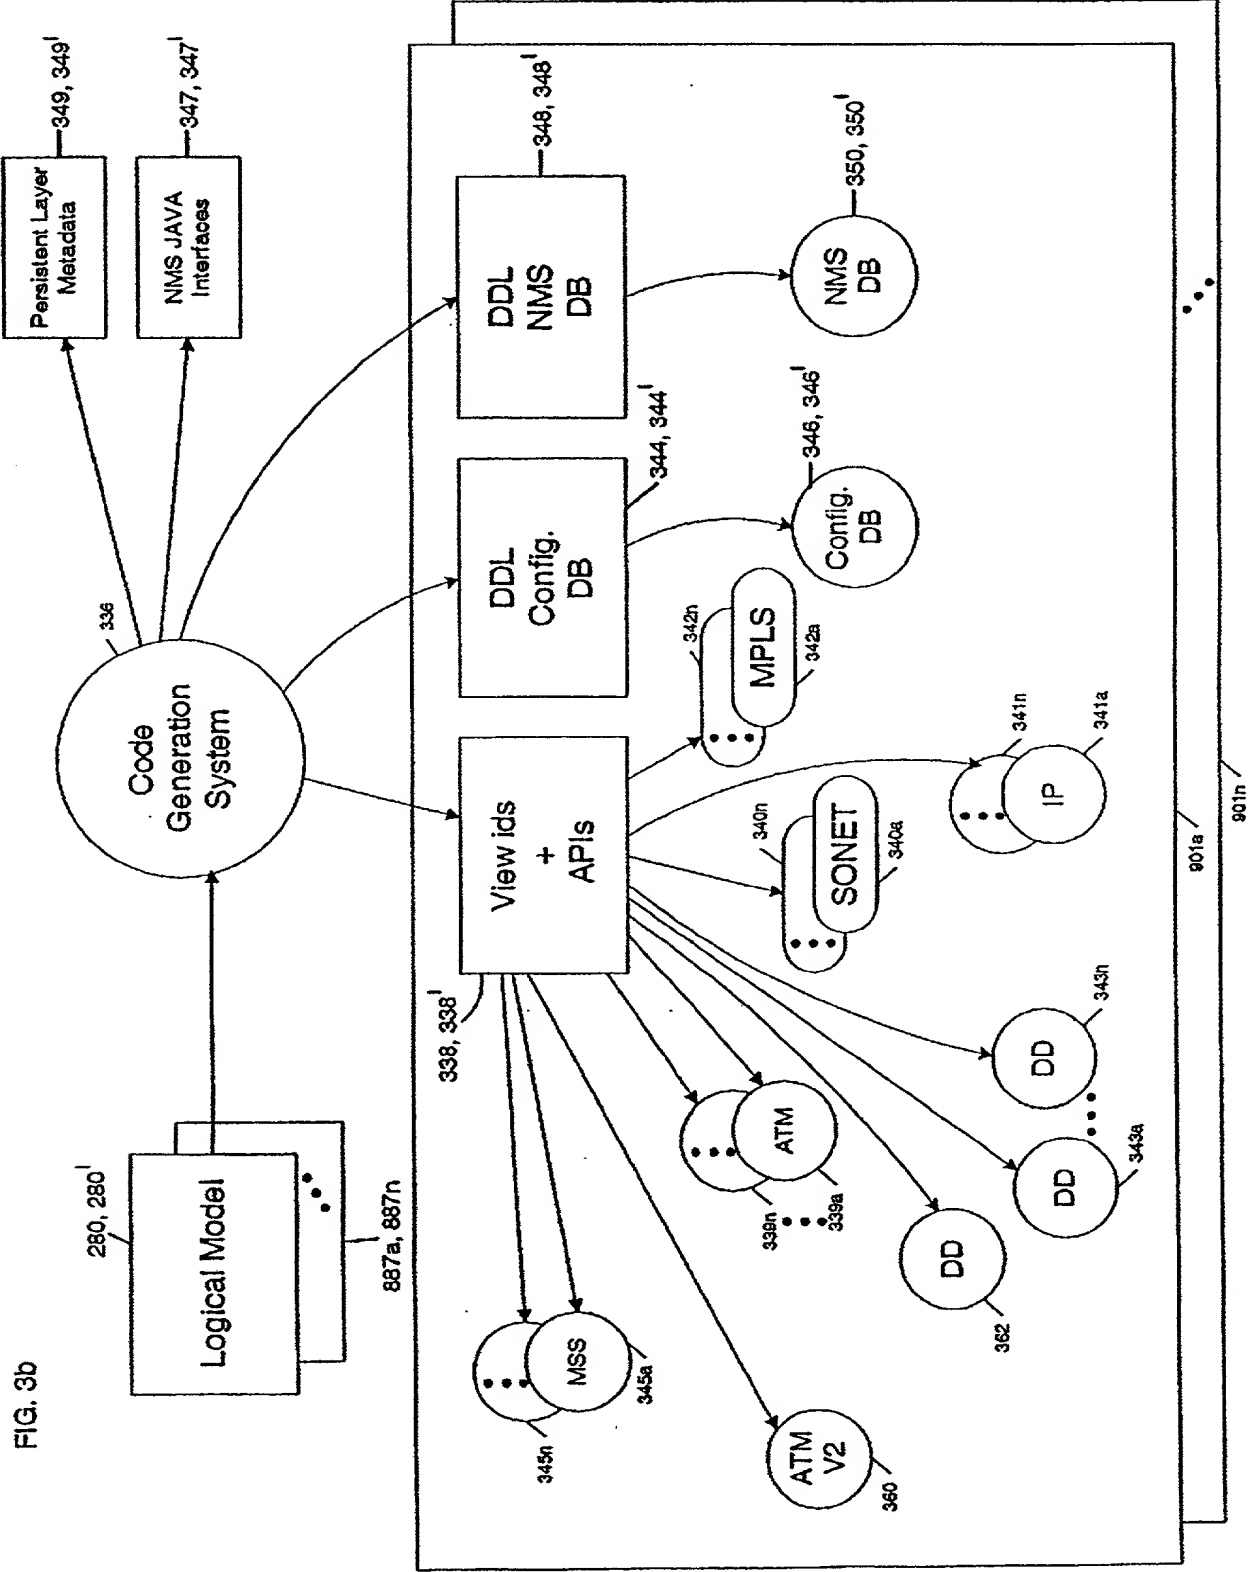 FIG. 3b
280, 280'
Logical Model
887a, 887n
336
Code
Generation
System
Persistent Layer
Metadata
349, 349'
NMS JAVA
Interfaces
347, 347'
338, 338'
View ids
+
APIs
DDL
Config.
DB
344, 344'
DDL
NMS
DB
348, 348'
345n
MSS
345a
ATM
V2
360
339n
ATM
339a
DD
362
DD
343a
DD
343n
340n
SONET
340a
342n
MPLS
342a
341n
IP
341a
Config.
DB
346, 346'
NMS
DB
350, 350'
901a
901n